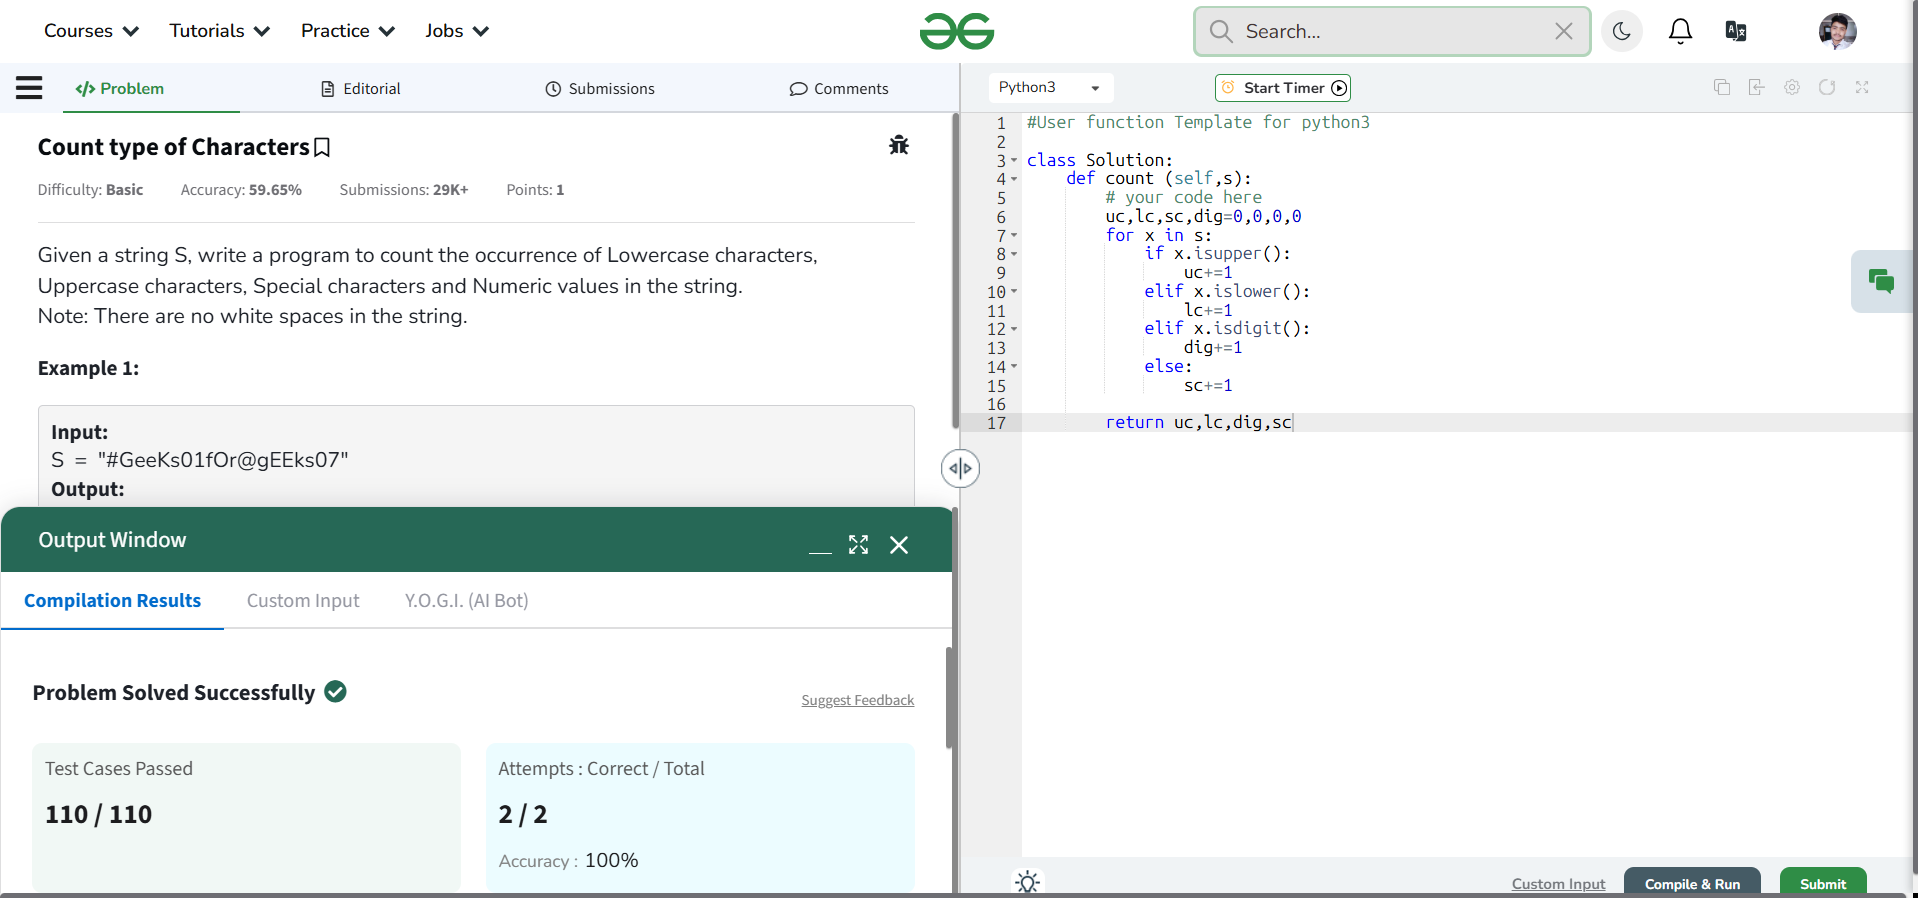 Courses Tutorials Practice Jobs
Search...
Problem Editorial Submissions Comments
Python3 Start Timer
Count type of Characters
Difficulty: Basic Accuracy: 59.65% Submissions: 29K+ Points: 1
Given a string S, write a program to count the occurrence of Lowercase characters,
Uppercase characters, Special characters and Numeric values in the string.
Note: There are no white spaces in the string.
Example 1:
Input:
S = "#GeeKs01fOr@gEEks07"
Output:
Output Window
Compilation Results Custom Input Y.O.G.I. (AI Bot)
Problem Solved Successfully
Suggest Feedback
Test Cases Passed
110 / 110
Attempts : Correct / Total
2 / 2
Accuracy : 100%
1 #User function Template for python3
2
3 class Solution:
4     def count (self,s):
5         # your code here
6         uc,lc,sc,dig=0,0,0,0
7         for x in s:
8             if x.isupper():
9                 uc+=1
10             elif x.islower():
11                 lc+=1
12             elif x.isdigit():
13                 dig+=1
14             else:
15                 sc+=1
16
17         return uc,lc,dig,sc
Custom Input Compile & Run Submit